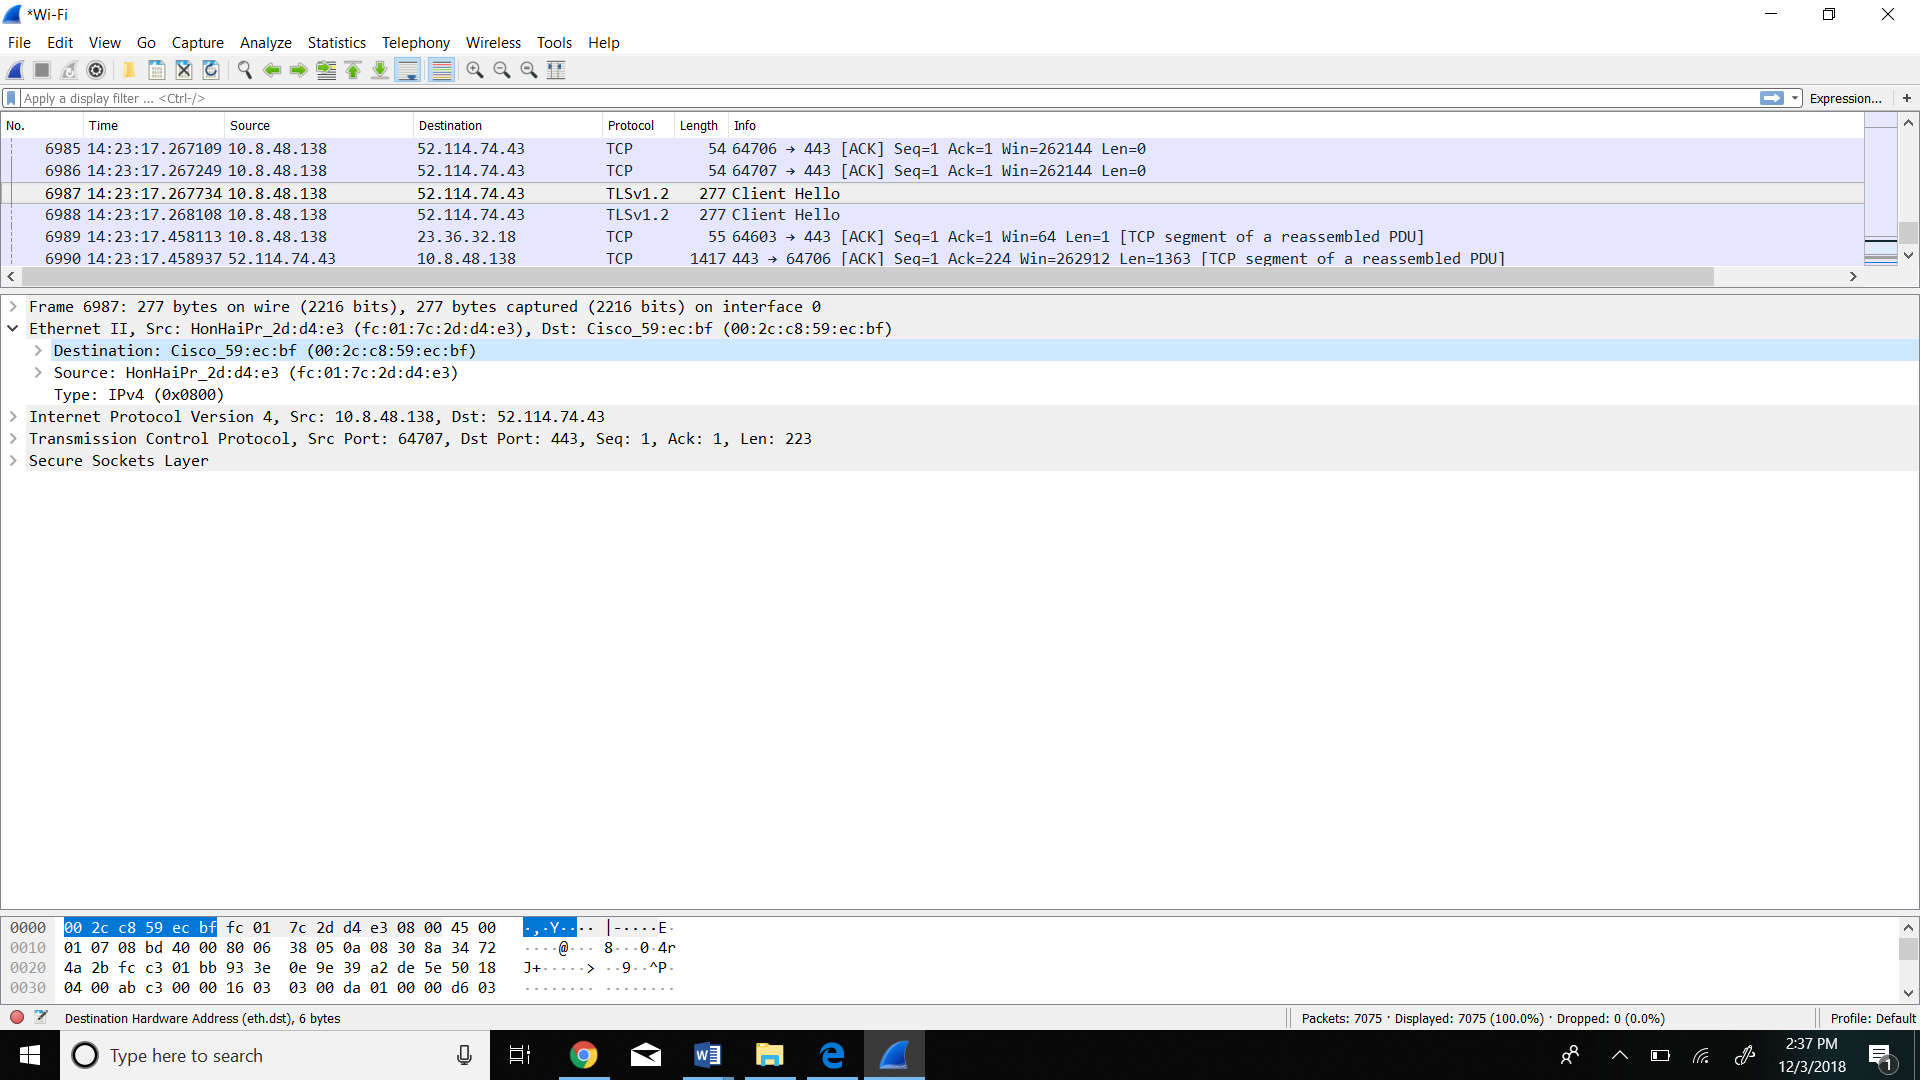 *Wi-Fi
File Edit View Go Capture Analyze Statistics Telephony Wireless Tools Help
Apply a display filter ... <Ctrl-/> Expression... +
No. Time Source Destination Protocol Length Info
6985 14:23:17.267109 10.8.48.138 52.114.74.43 TCP 54 64706 → 443 [ACK] Seq=1 Ack=1 Win=262144 Len=0
6986 14:23:17.267249 10.8.48.138 52.114.74.43 TCP 54 64707 → 443 [ACK] Seq=1 Ack=1 Win=262144 Len=0
6987 14:23:17.267734 10.8.48.138 52.114.74.43 TLSv1.2 277 Client Hello
6988 14:23:17.268108 10.8.48.138 52.114.74.43 TLSv1.2 277 Client Hello
6989 14:23:17.458113 10.8.48.138 23.36.32.18 TCP 55 64603 → 443 [ACK] Seq=1 Ack=1 Win=64 Len=1 [TCP segment of a reassembled PDU]
6990 14:23:17.458937 52.114.74.43 10.8.48.138 TCP 1417 443 → 64706 [ACK] Seq=1 Ack=224 Win=262912 Len=1363 [TCP segment of a reassembled PDU]
Frame 6987: 277 bytes on wire (2216 bits), 277 bytes captured (2216 bits) on interface 0
Ethernet II, Src: HonHaiPr_2d:d4:e3 (fc:01:7c:2d:d4:e3), Dst: Cisco_59:ec:bf (00:2c:c8:59:ec:bf)
Destination: Cisco_59:ec:bf (00:2c:c8:59:ec:bf)
Source: HonHaiPr_2d:d4:e3 (fc:01:7c:2d:d4:e3)
Type: IPv4 (0x0800)
Internet Protocol Version 4, Src: 10.8.48.138, Dst: 52.114.74.43
Transmission Control Protocol, Src Port: 64707, Dst Port: 443, Seq: 1, Ack: 1, Len: 223
Secure Sockets Layer
0000 00 2c c8 59 ec bf fc 01 7c 2d d4 e3 08 00 45 00 ·,·Y···· |-····E·
0010 01 07 08 bd 40 00 80 06 38 05 0a 08 30 8a 34 72 ····@··· 8···0·4r
0020 4a 2b fc c3 01 bb 93 3e 0e 9e 39 a2 de 5e 50 18 J+·····> ··9··^P·
0030 04 00 ab c3 00 00 16 03 03 00 da 01 00 00 d6 03 ········ ········
Destination Hardware Address (eth.dst), 6 bytes Packets: 7075 · Displayed: 7075 (100.0%) · Dropped: 0 (0.0%) Profile: Default
Type here to search 2:37 PM
12/3/2018 1